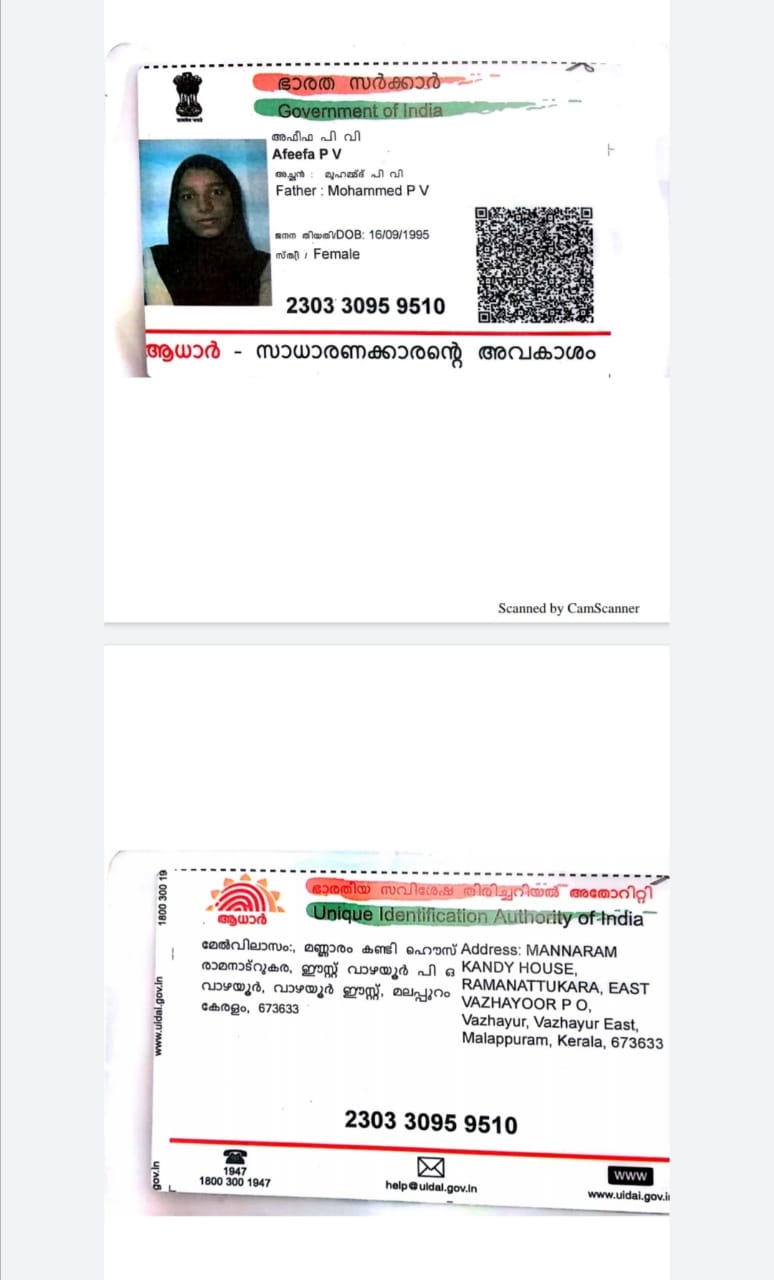 ഭാരത സർക്കാർ
Government of India
അഫീഫ പി വി
Afeefa P V
അച്ഛൻ : മുഹമ്മദ് പി വി
Father : Mohammed P V
ജനന തിയതി/DOB: 16/09/1995
സ്ത്രീ / Female
2303 3095 9510
ആധാർ - സാധാരണക്കാരന്റെ അവകാശം
Scanned by CamScanner
ഭാരതീയ സവിശേഷ തിരിച്ചറിയൽ അതോറിറ്റി
Unique Identification Authority of India
ആധാർ
1800 300 19
www.uidai.gov.in
gov.in
മേൽവിലാസം:, മണ്ണാരം കണ്ടി ഹൌസ്
രാമനാട്റുകര, ഈസ്റ്റ് വാഴയൂർ പി ഒ
വാഴയൂർ, വാഴയൂർ ഈസ്റ്റ്, മലപ്പുറം
കേരളം, 673633
Address: MANNARAM
KANDY HOUSE,
RAMANATTUKARA, EAST
VAZHAYOOR P O,
Vazhayur, Vazhayur East,
Malappuram, Kerala, 673633
2303 3095 9510
1947
1800 300 1947
help@uidai.gov.in
WWW
www.uidai.gov.i